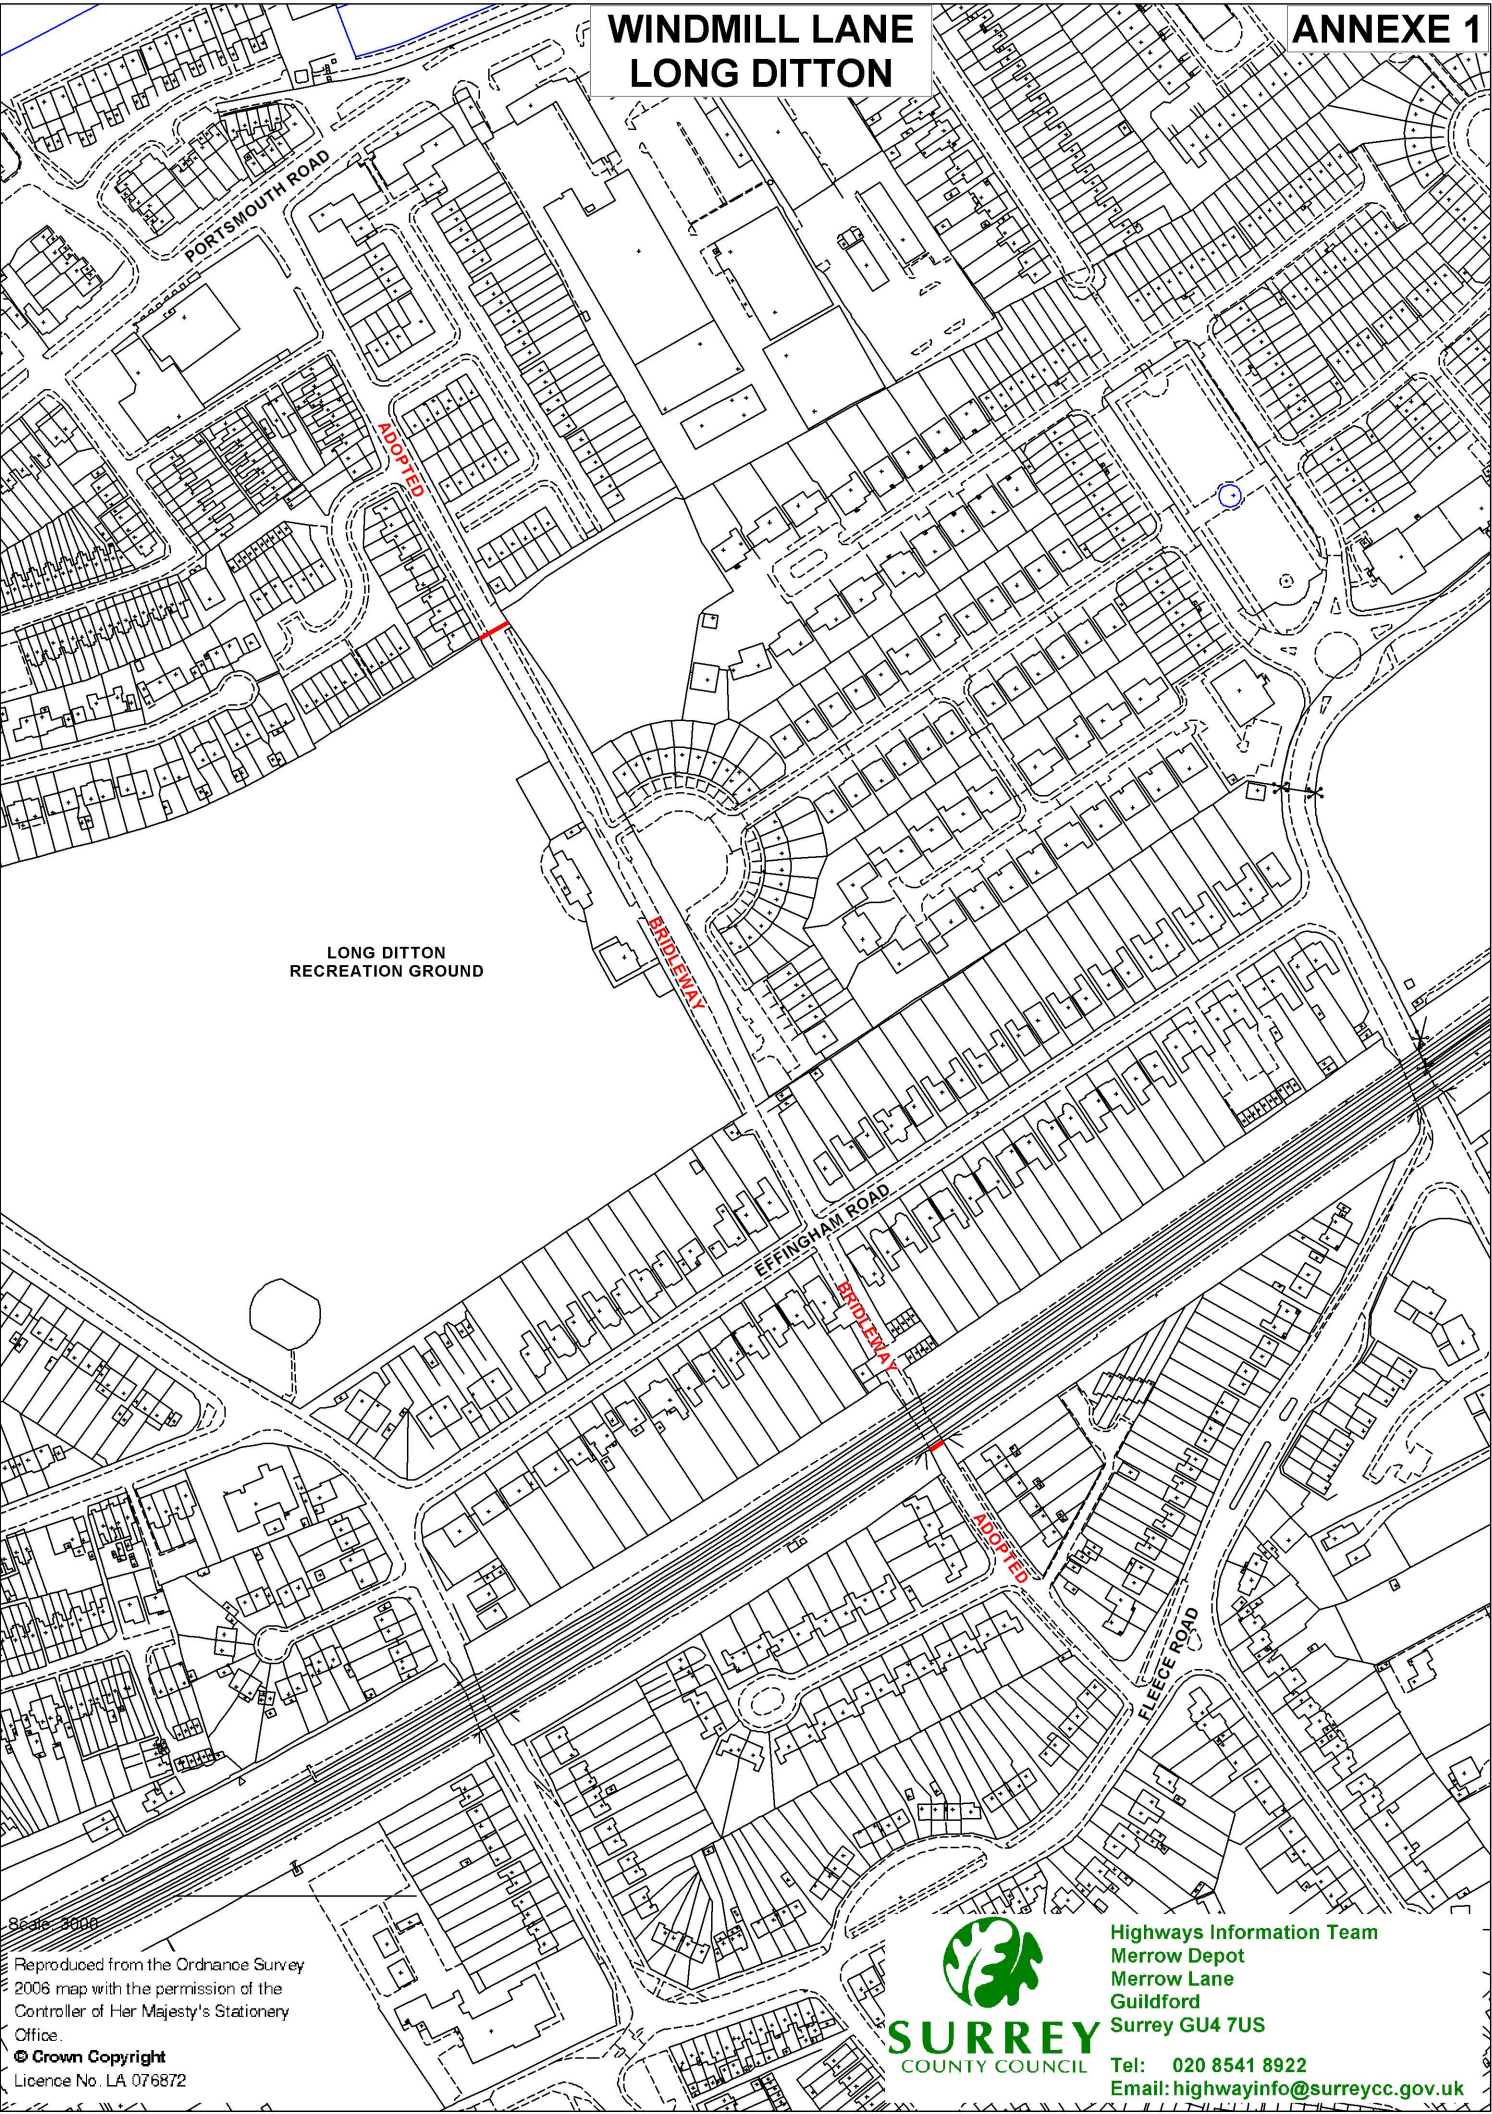 WINDMILL LANE
LONG DITTON
ANNEXE 1
PORTSMOUTH ROAD
ADOPTED
LONG DITTON
RECREATION GROUND
BRIDLEWAY
EFFINGHAM ROAD
BRIDLEWAY
ADOPTED
FLEECE ROAD
Scale: 3000
Reproduced from the Ordnance Survey
2006 map with the permission of the
Controller of Her Majesty's Stationery
Office.
© Crown Copyright
Licence No. LA 076872
SURREY
COUNTY COUNCIL
Highways Information Team
Merrow Depot
Merrow Lane
Guildford
Surrey GU4 7US
Tel: 020 8541 8922
Email: highwayinfo@surreycc.gov.uk